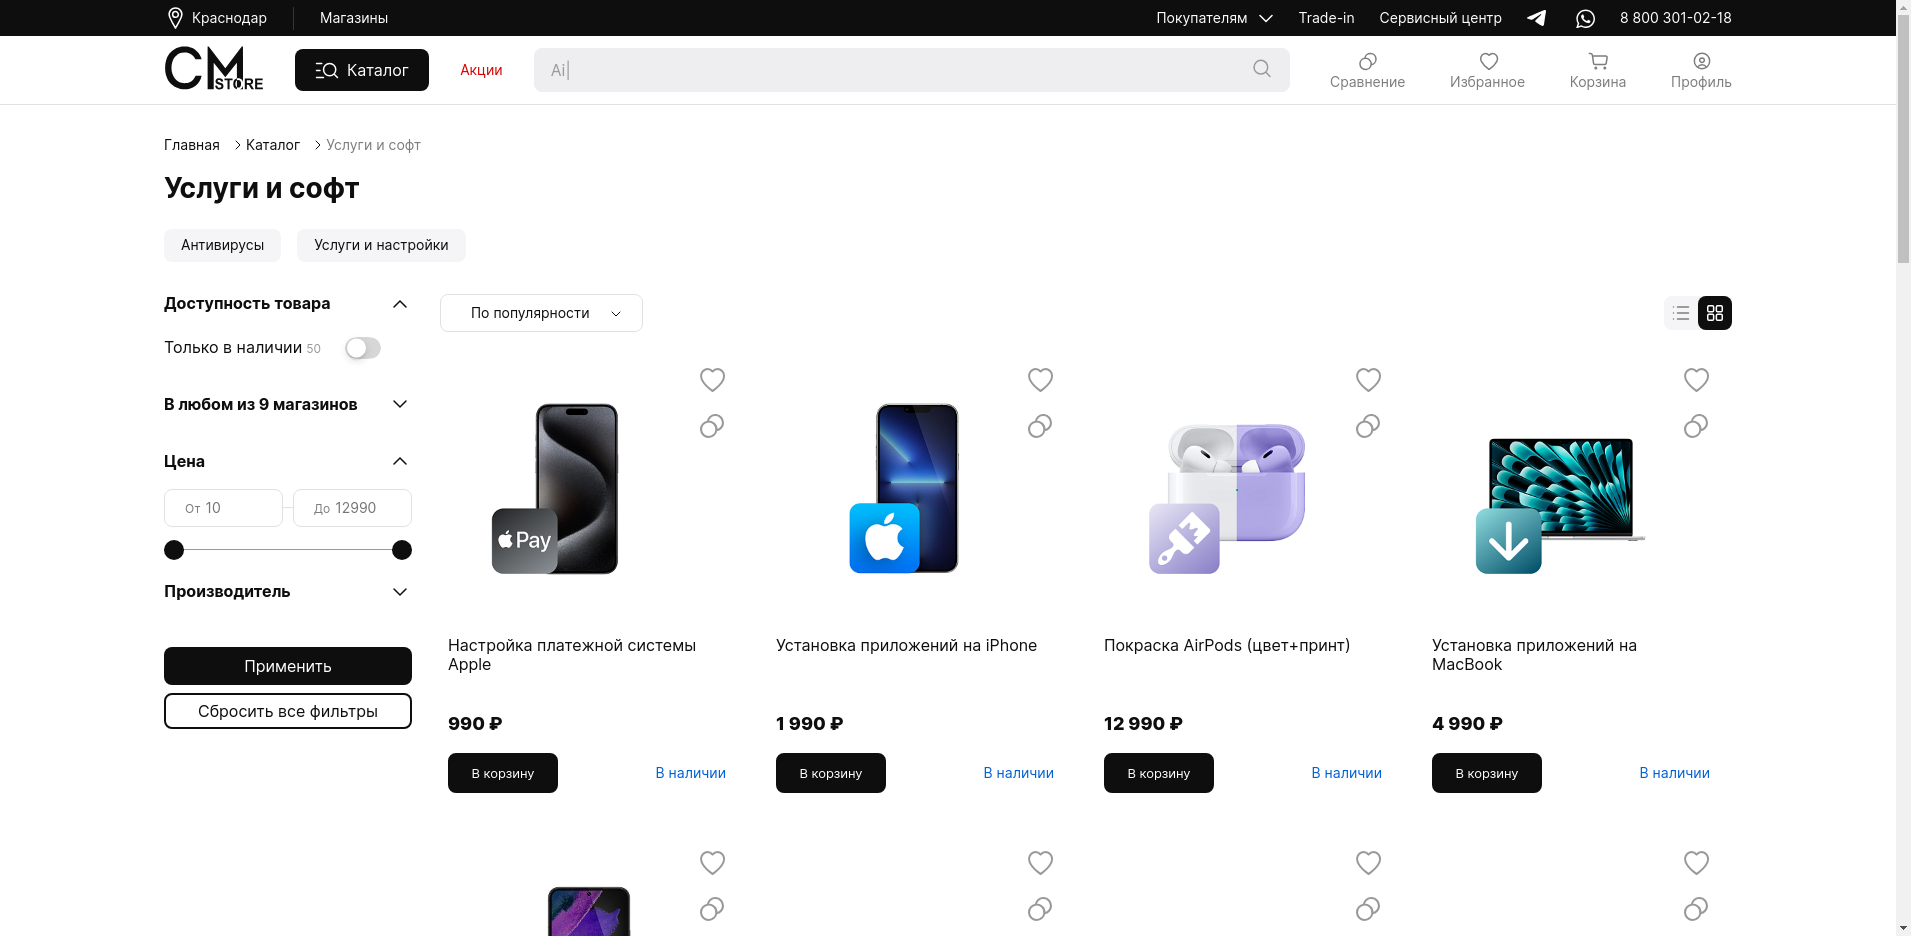 Краснодар
Магазины
Покупателям
Trade-in
Сервисный центр
8 800 301-02-18
CM STORE
Каталог
Акции
Ai|
Сравнение
Избранное
Корзина
Профиль
Главная
Каталог
Услуги и софт
Услуги и софт
Антивирусы
Услуги и настройки
Доступность товара
Только в наличии 50
В любом из 9 магазинов
Цена
От 10
До 12990
Производитель
Применить
Сбросить все фильтры
По популярности
Pay
Настройка платежной системы
Apple
990 ₽
В корзину
В наличии
Установка приложений на iPhone
1 990 ₽
В корзину
В наличии
Покраска AirPods (цвет+принт)
12 990 ₽
В корзину
В наличии
Установка приложений на
MacBook
4 990 ₽
В корзину
В наличии